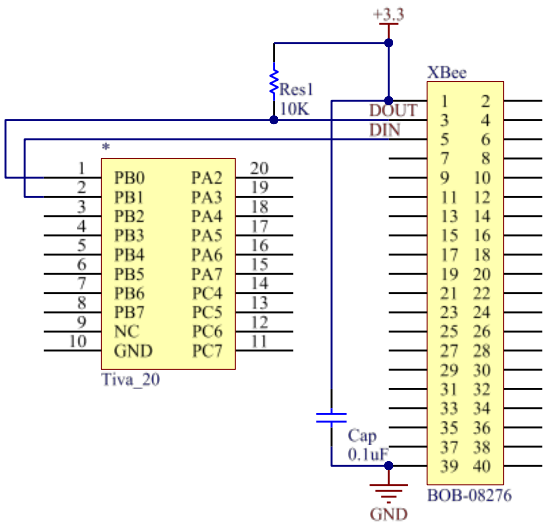 +3.3
XBee
Res1
10K
DOUT
DIN
1 2
3 4
5 6
7 8
9 10
11 12
13 14
15 16
17 18
19 20
21 22
23 24
25 26
27 28
29 30
31 32
33 34
35 36
37 38
39 40
BOB-08276
*
1 PB0 PA2 20
2 PB1 PA3 19
3 PB2 PA4 18
4 PB3 PA5 17
5 PB4 PA6 16
6 PB5 PA7 15
7 PB6 PC4 14
8 PB7 PC5 13
9 NC PC6 12
10 GND PC7 11
Tiva_20
Cap
0.1uF
GND